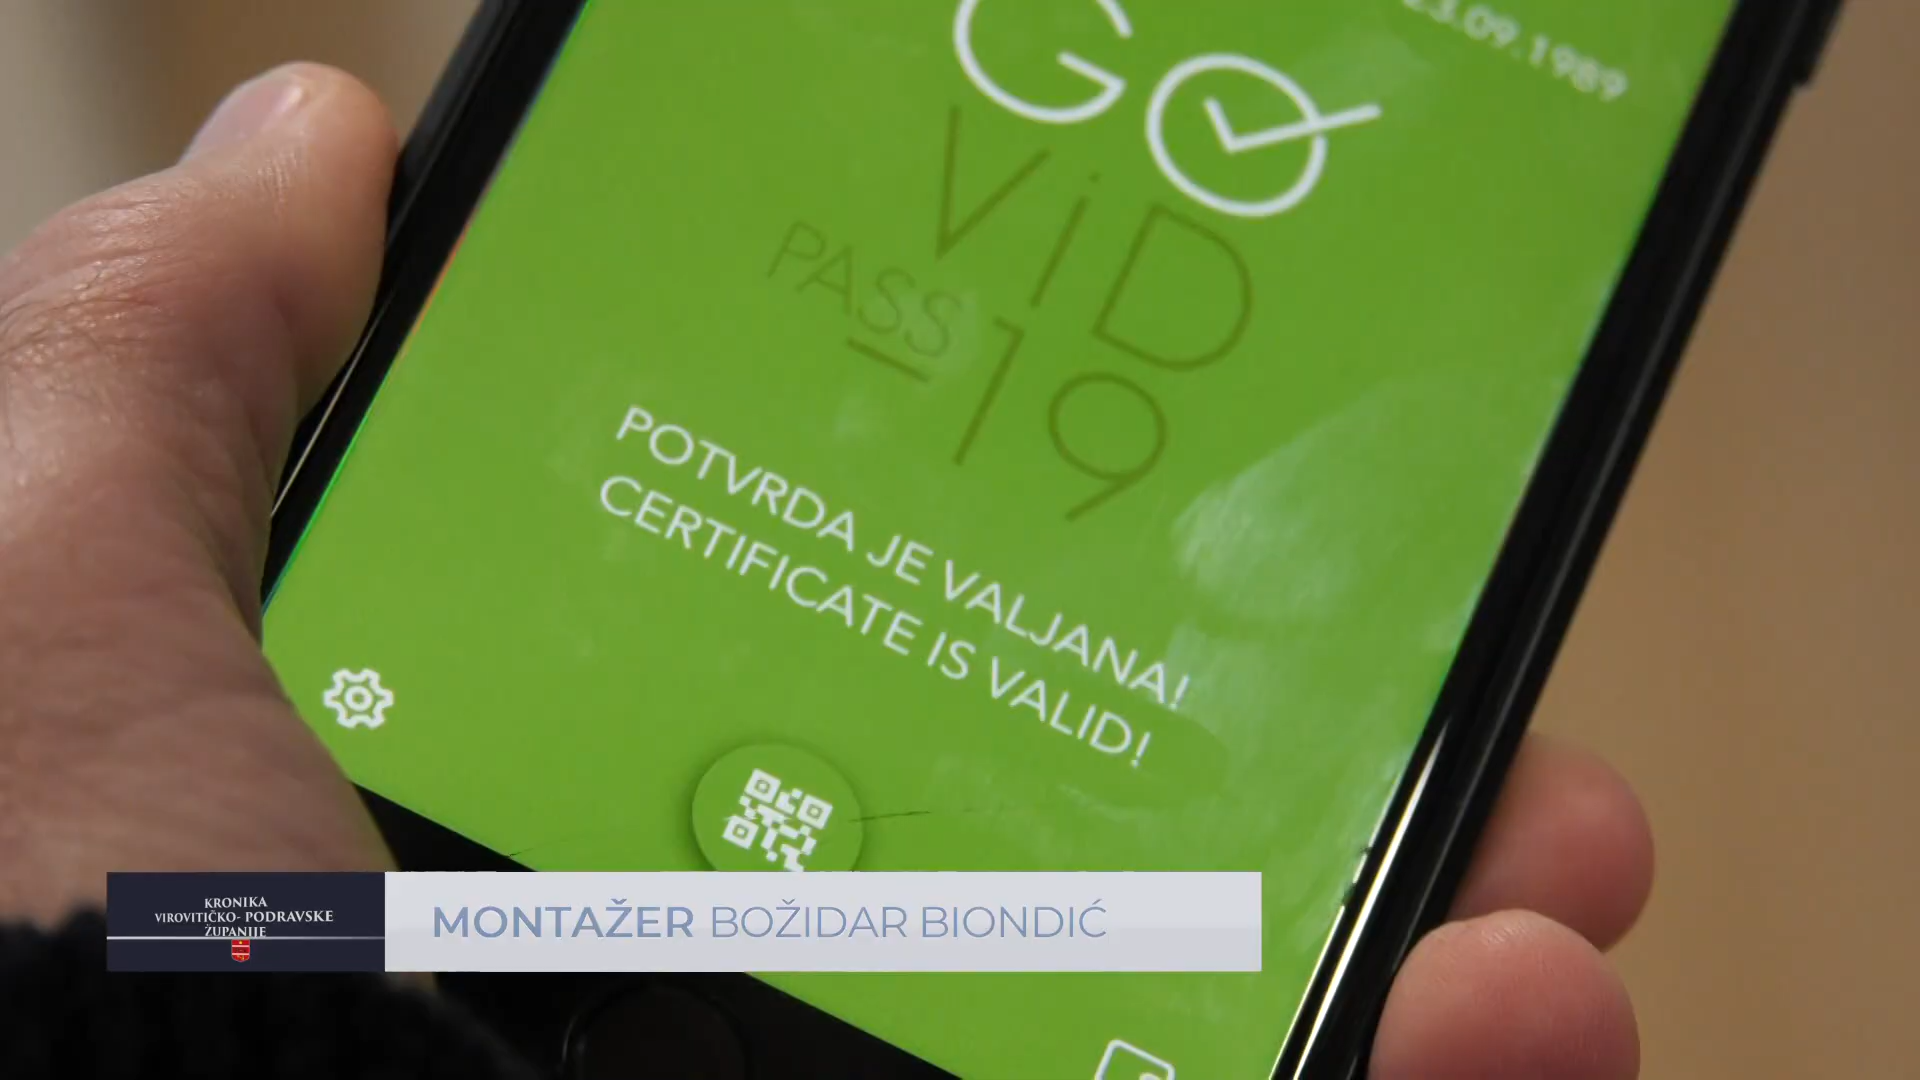 23.09.1989
GO
ViD
PASS
19
POTVRDA JE VALJANA!
CERTIFICATE IS VALID!
KRONIKA
VIROVITIČKO- PODRAVSKE
ŽUPANIJE
MONTAŽER BOŽIDAR BIONDIĆ